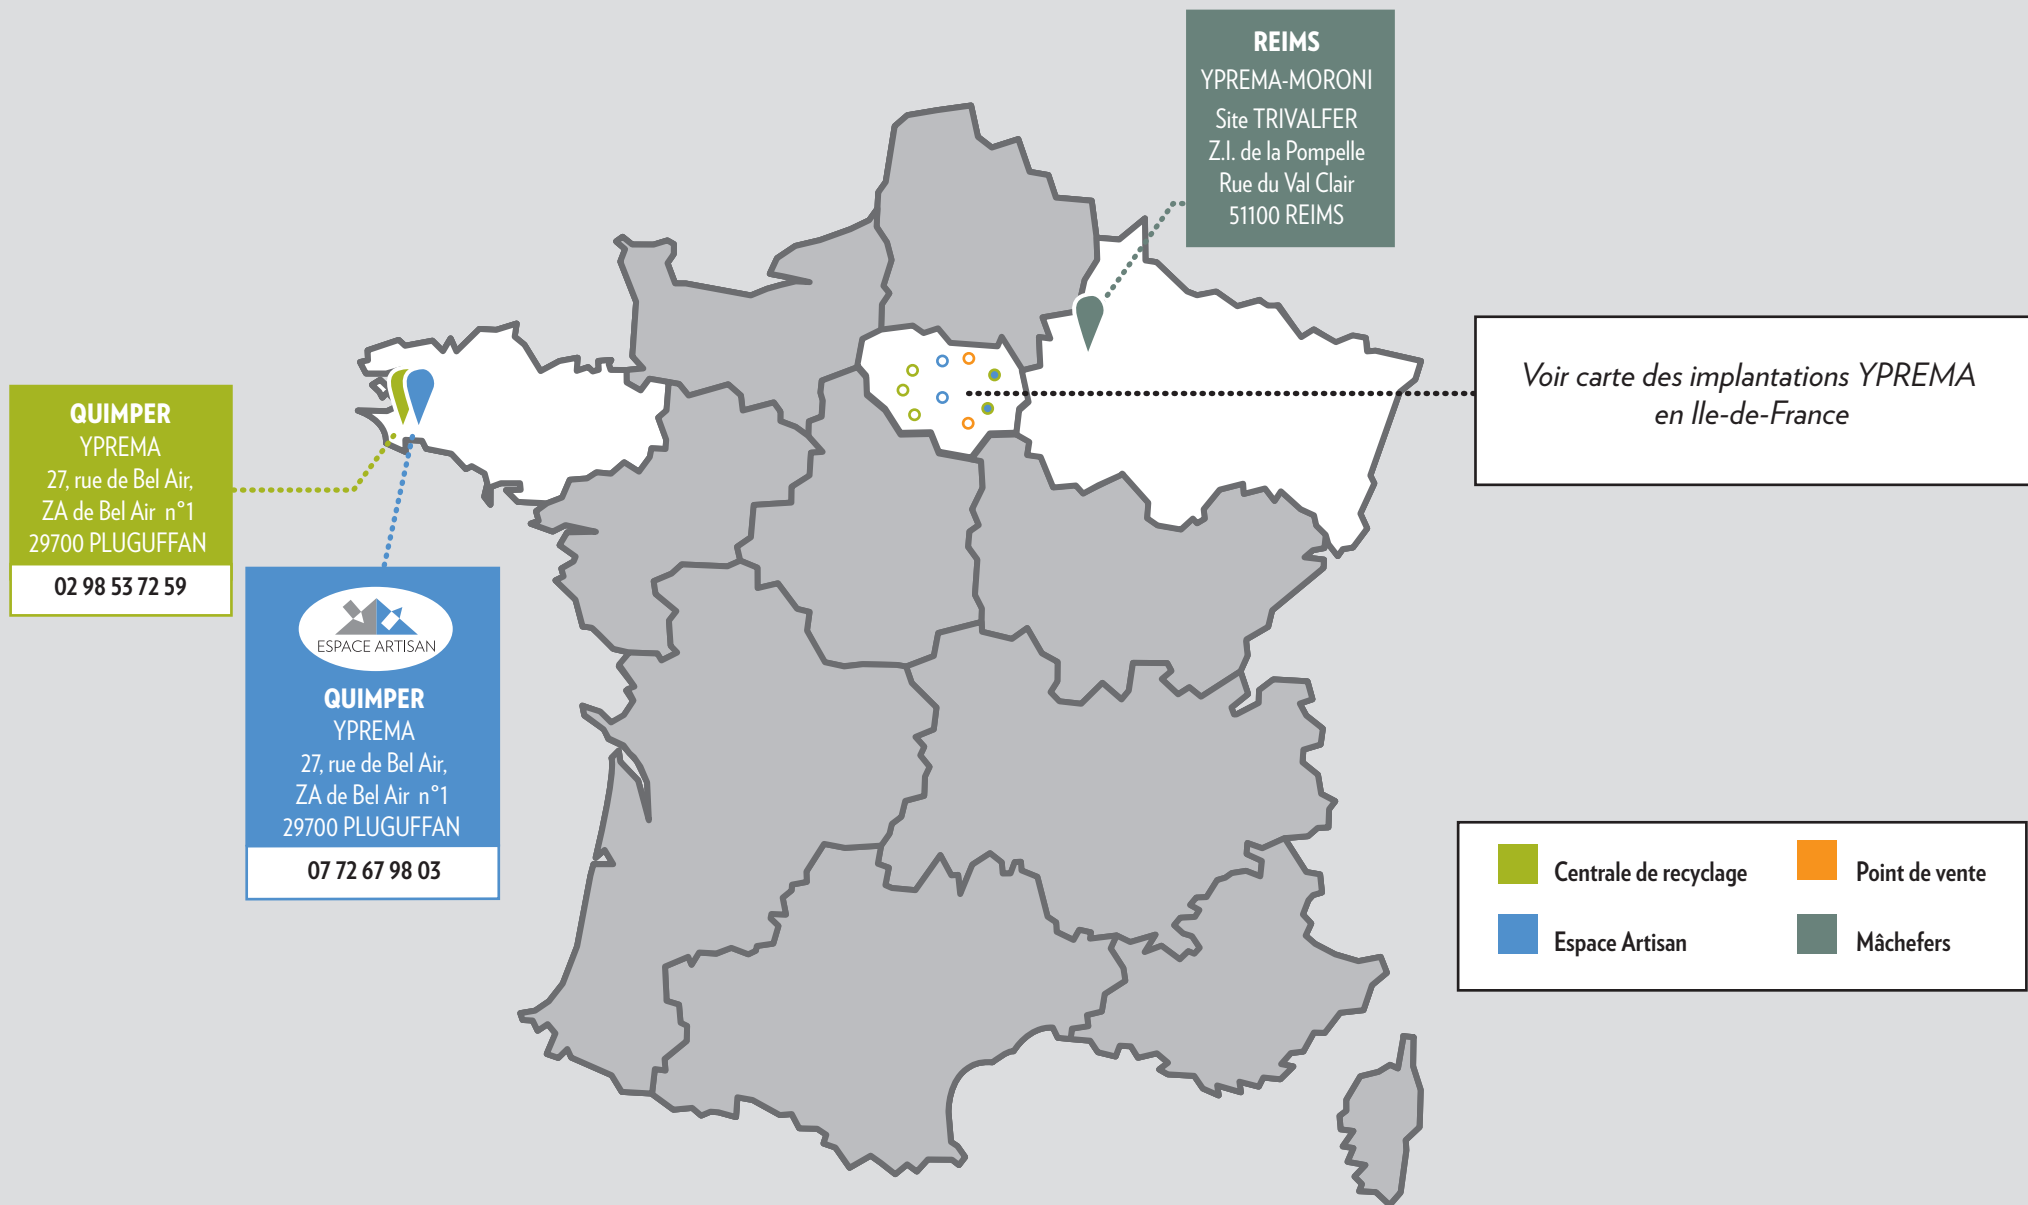 REIMS
YPREMA-MORONI
Site TRIVALFER
Z.I. de la Pompelle
Rue du Val Clair
51100 REIMS
Voir carte des implantations YPREMA
en Ile-de-France
QUIMPER
YPREMA
27, rue de Bel Air,
ZA de Bel Air n°1
29700 PLUGUFFAN
02 98 53 72 59
ESPACE ARTISAN
QUIMPER
YPREMA
27, rue de Bel Air,
ZA de Bel Air n°1
29700 PLUGUFFAN
07 72 67 98 03
Centrale de recyclage
Point de vente
Espace Artisan
Mâchefers